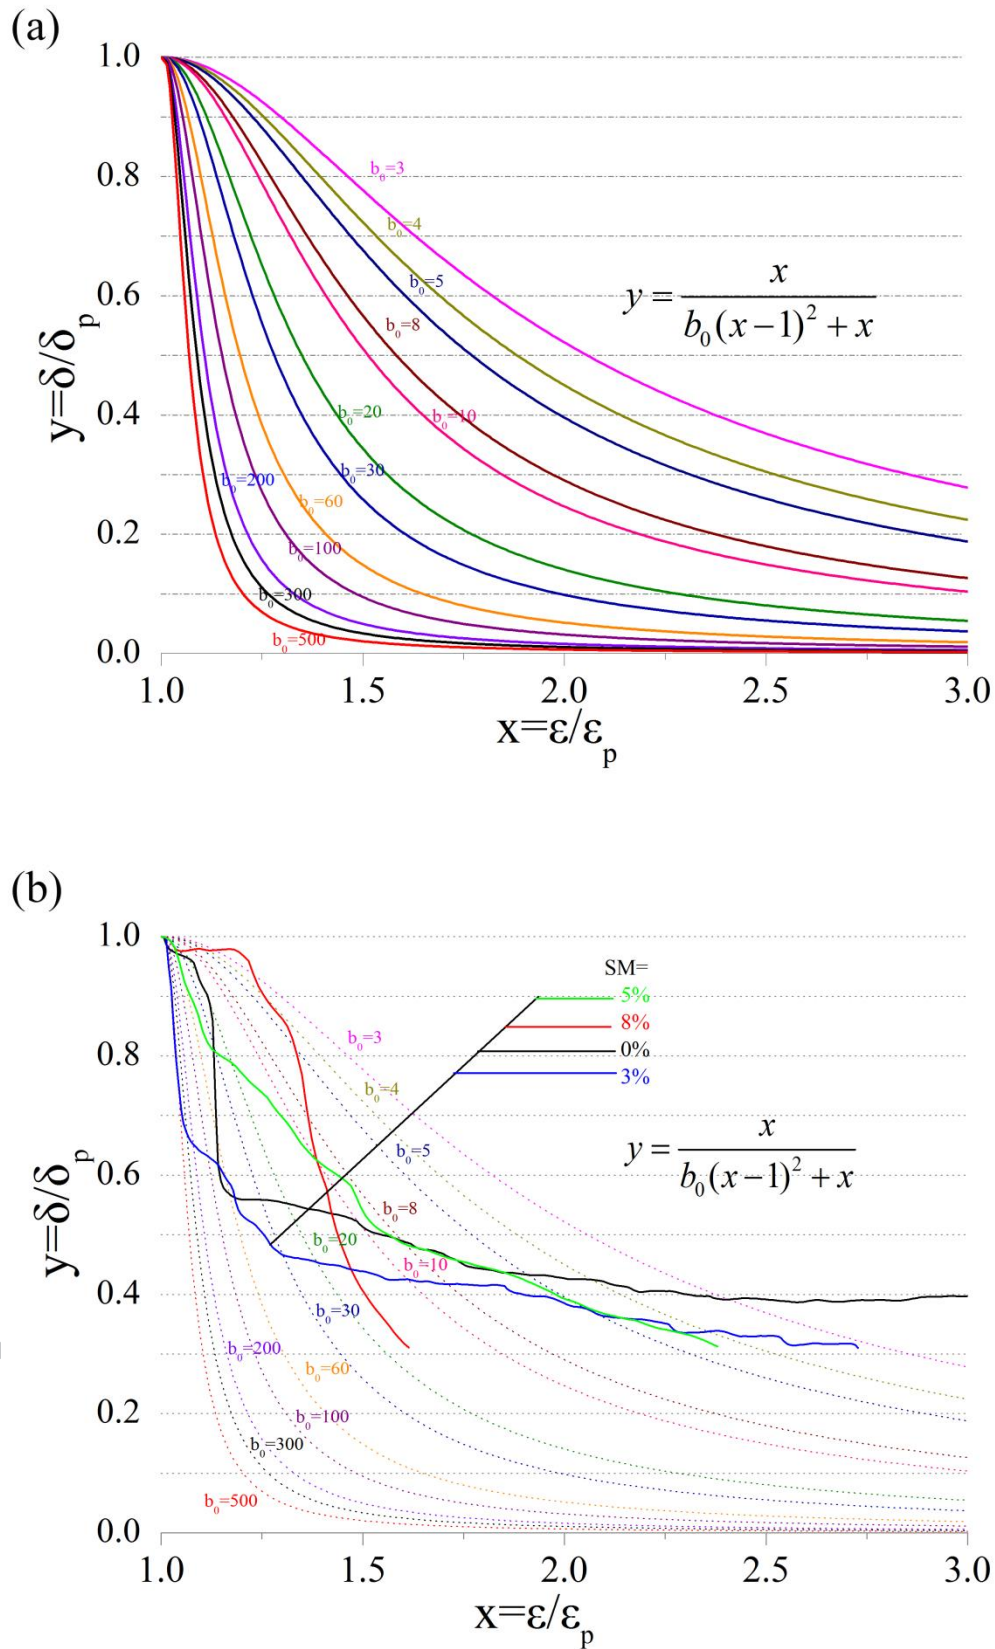 (a)
1.0
0.8
0.6
0.4
0.2
0.0
y=δ/δ_p
b₀=3
b₀=4
b₀=5
b₀=8
b₀=20
b₀=10
b₀=200
b₀=30
b₀=60
b₀=100
b₀=300
b₀=500
y = x / (b₀(x−1)² + x)
1.0 1.5 2.0 2.5 3.0
x=ε/ε_p
(b)
1.0
0.8
0.6
0.4
0.2
0.0
y=δ/δ_p
SM=
5%
8%
0%
3%
b₀=3
b₀=4
b₀=5
b₀=8
b₀=20
b₀=10
b₀=30
b₀=200
b₀=60
b₀=100
b₀=300
b₀=500
y = x / (b₀(x−1)² + x)
1.0 1.5 2.0 2.5 3.0
x=ε/ε_p